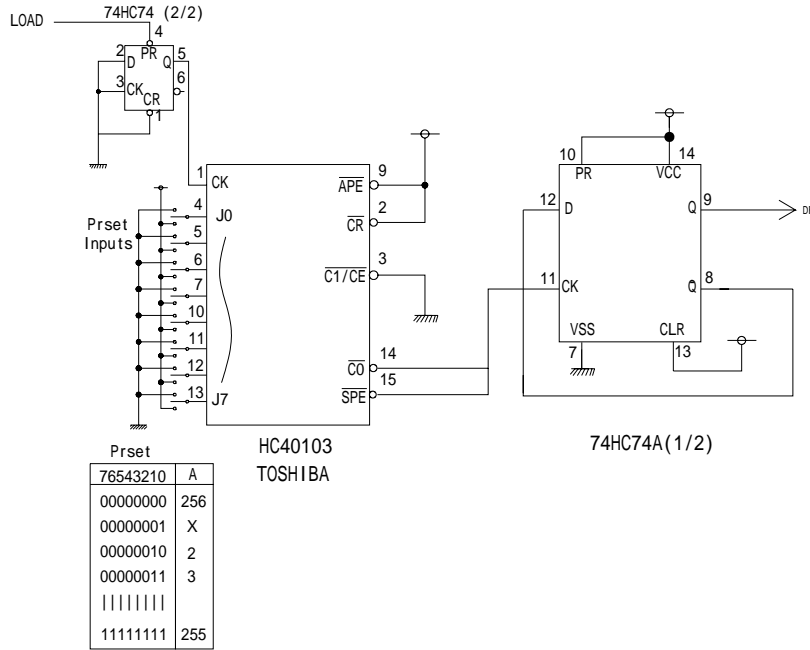 LOAD
74HC74 (2/2)
4
2
D
PR
Q
5
3
CK
6
CR
1
1
CK
9
APE
2
CR
3
C1/CE
14
CO
15
SPE
Prset
Inputs
4
J0
5
6
7
10
11
12
13
J7
HC40103
TOSHIBA
10
PR
14
VCC
12
D
Q
9
11
CK
Q
8
VSS
CLR
7
13
74HC74A(1/2)
Prset
76543210 A
00000000 256
00000001 X
00000010 2
00000011 3
| | | | | | | |
11111111 255